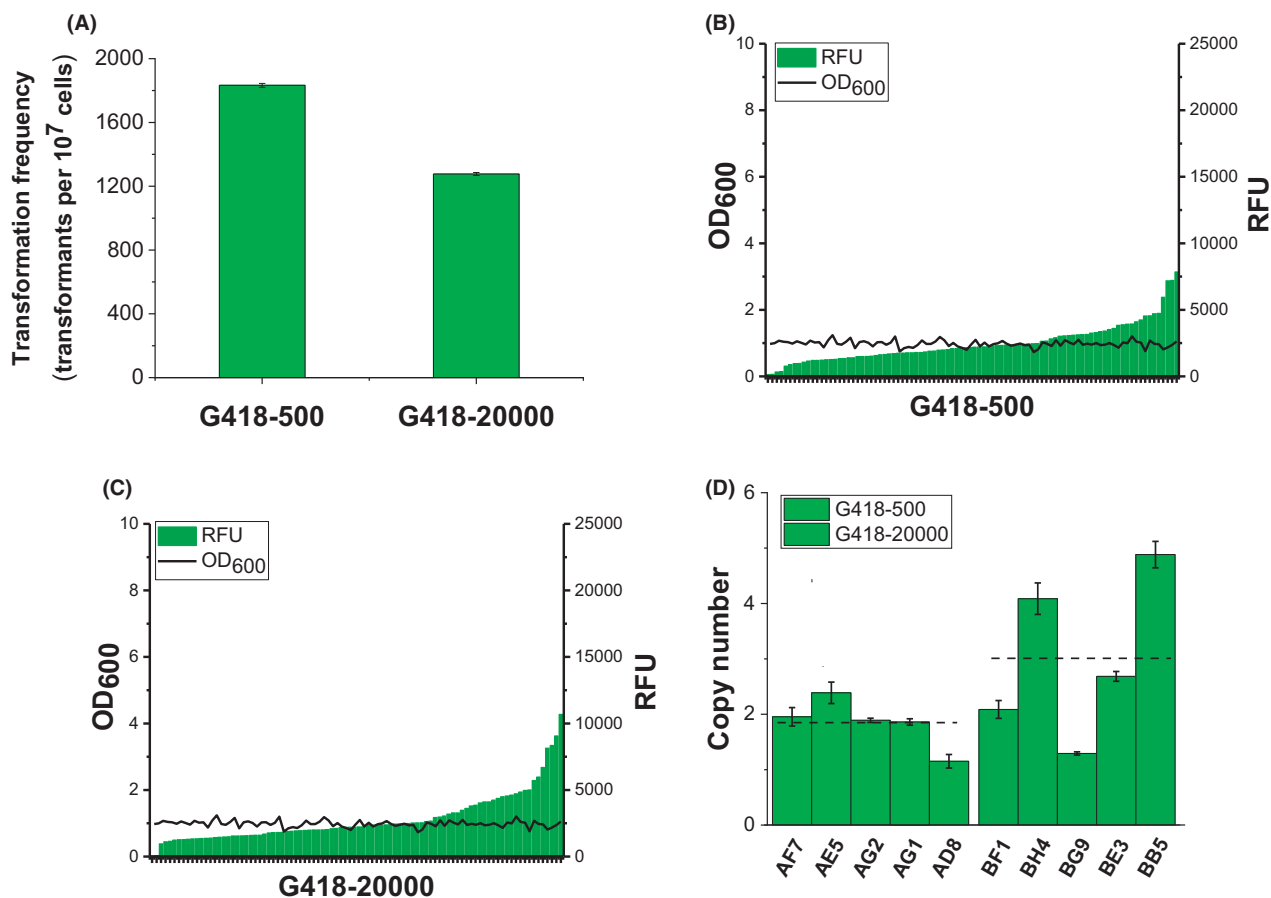 (A)
Transformation frequency
(transformants per 10⁷ cells)
2000
1600
1200
800
400
0
G418-500
G418-20000
(B)
RFU
OD₆₀₀
10
8
6
4
2
0
OD₆₀₀
25000
20000
15000
10000
5000
0
RFU
G418-500
(C)
RFU
OD₆₀₀
10
8
6
4
2
0
OD600
25000
20000
15000
10000
5000
0
RFU
G418-20000
(D)
G418-500
G418-20000
6
4
2
0
Copy number
AF7
AE5
AG2
AG1
AD8
BF1
BH4
BG9
BE3
BB5